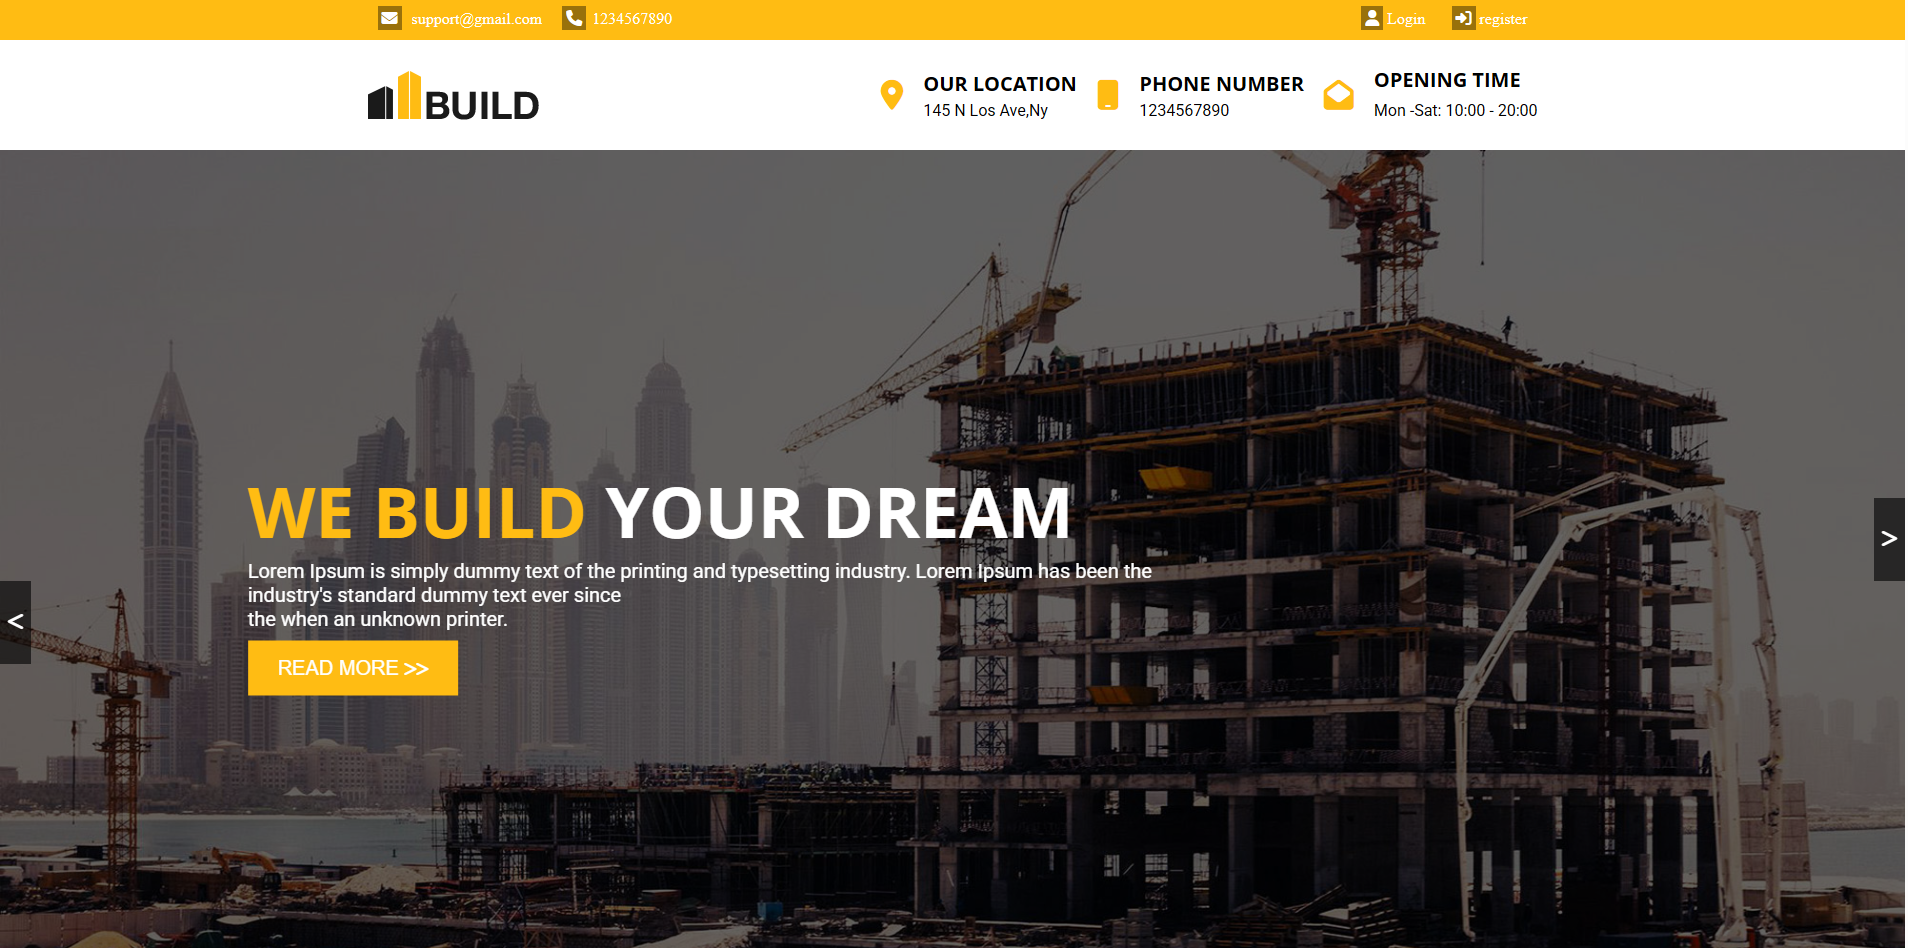 support@gmail.com 1234567890 Login register
BUILD
OUR LOCATION PHONE NUMBER OPENING TIME
145 N Los Ave,Ny 1234567890 Mon -Sat: 10:00 - 20:00
WE BUILD YOUR DREAM
Lorem Ipsum is simply dummy text of the printing and typesetting industry. Lorem Ipsum has been the
industry's standard dummy text ever since
the when an unknown printer.
READ MORE >>
>
<